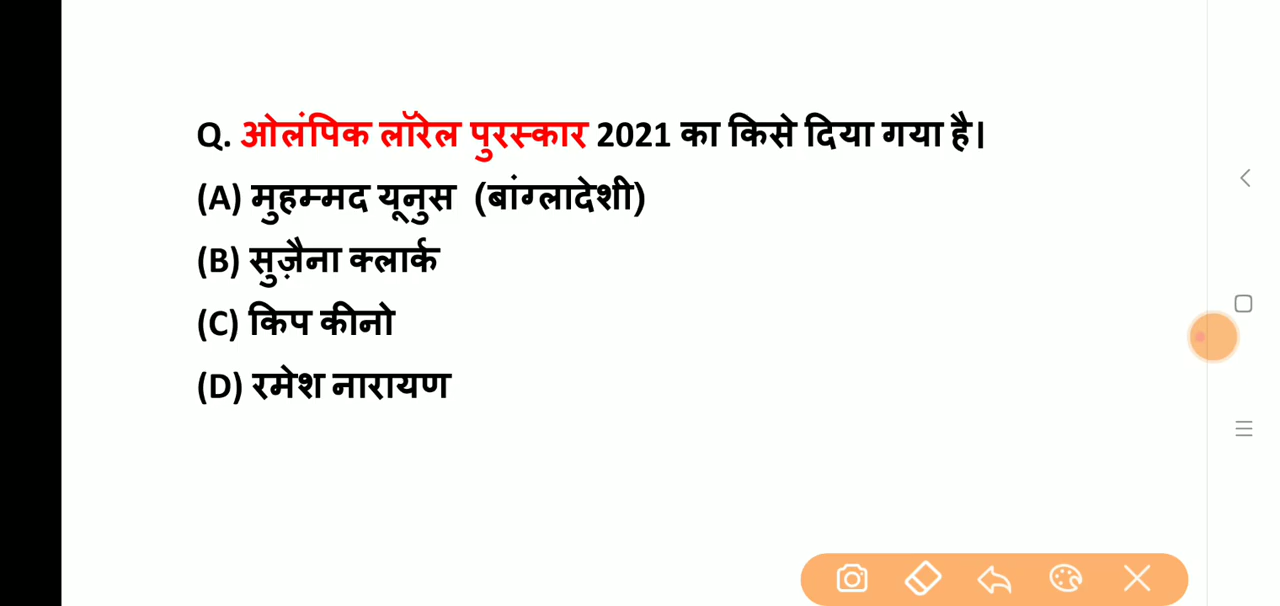 Q. ओलंपिक लॉरेल पुरस्कार 2021 का किसे दिया गया है।
(A) मुहम्मद यूनुस (बांग्लादेशी)
(B) सुज़ैना क्लार्क
(C) किप कीनो
(D) रमेश नारायण